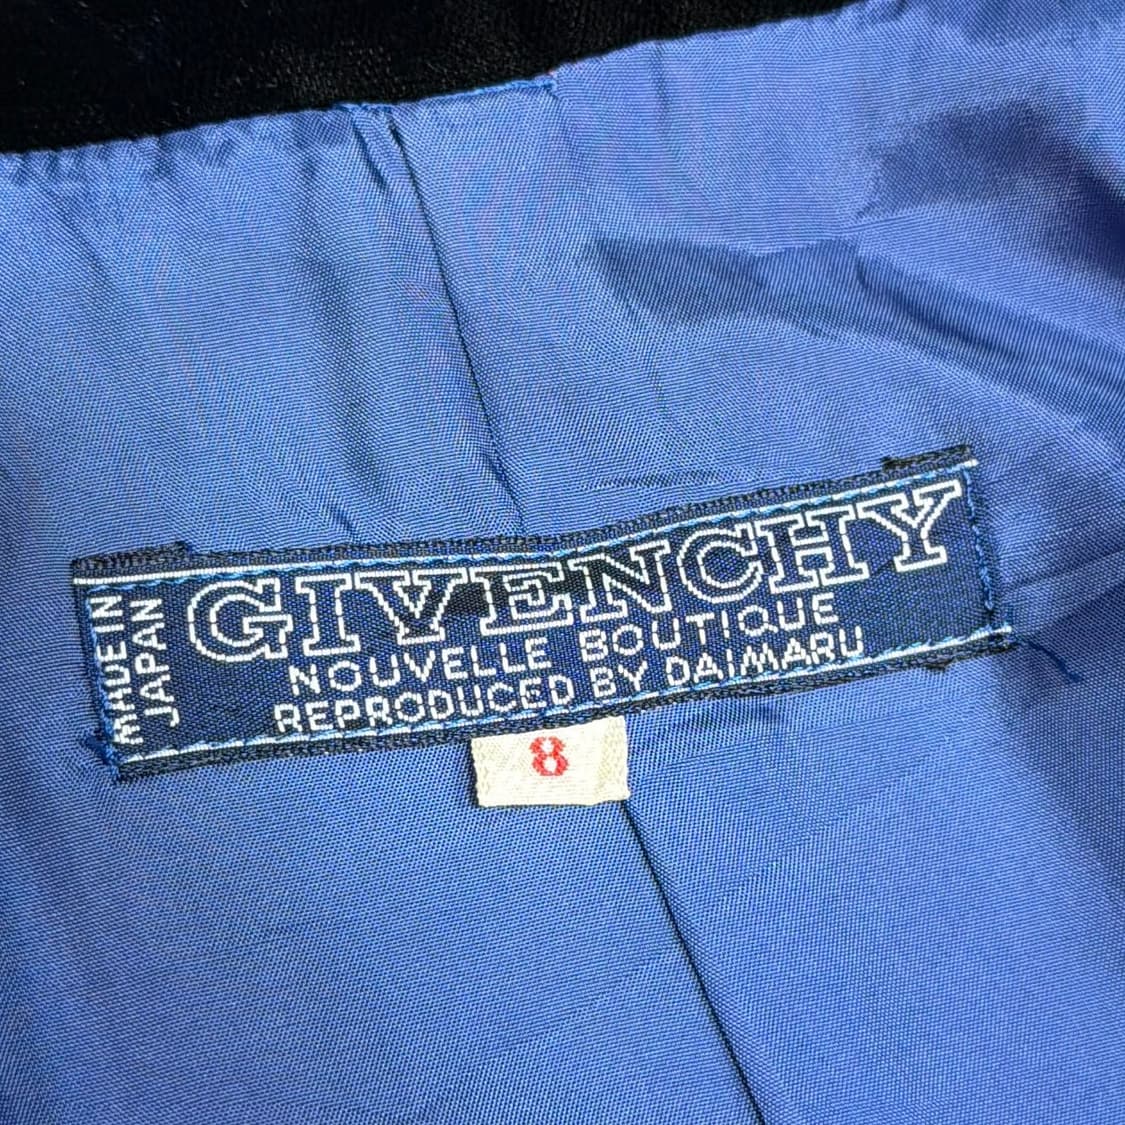 MADE IN
JAPAN
GIVENCHY
NOUVELLE BOUTIQUE
REPRODUCED BY DAIMARU
8